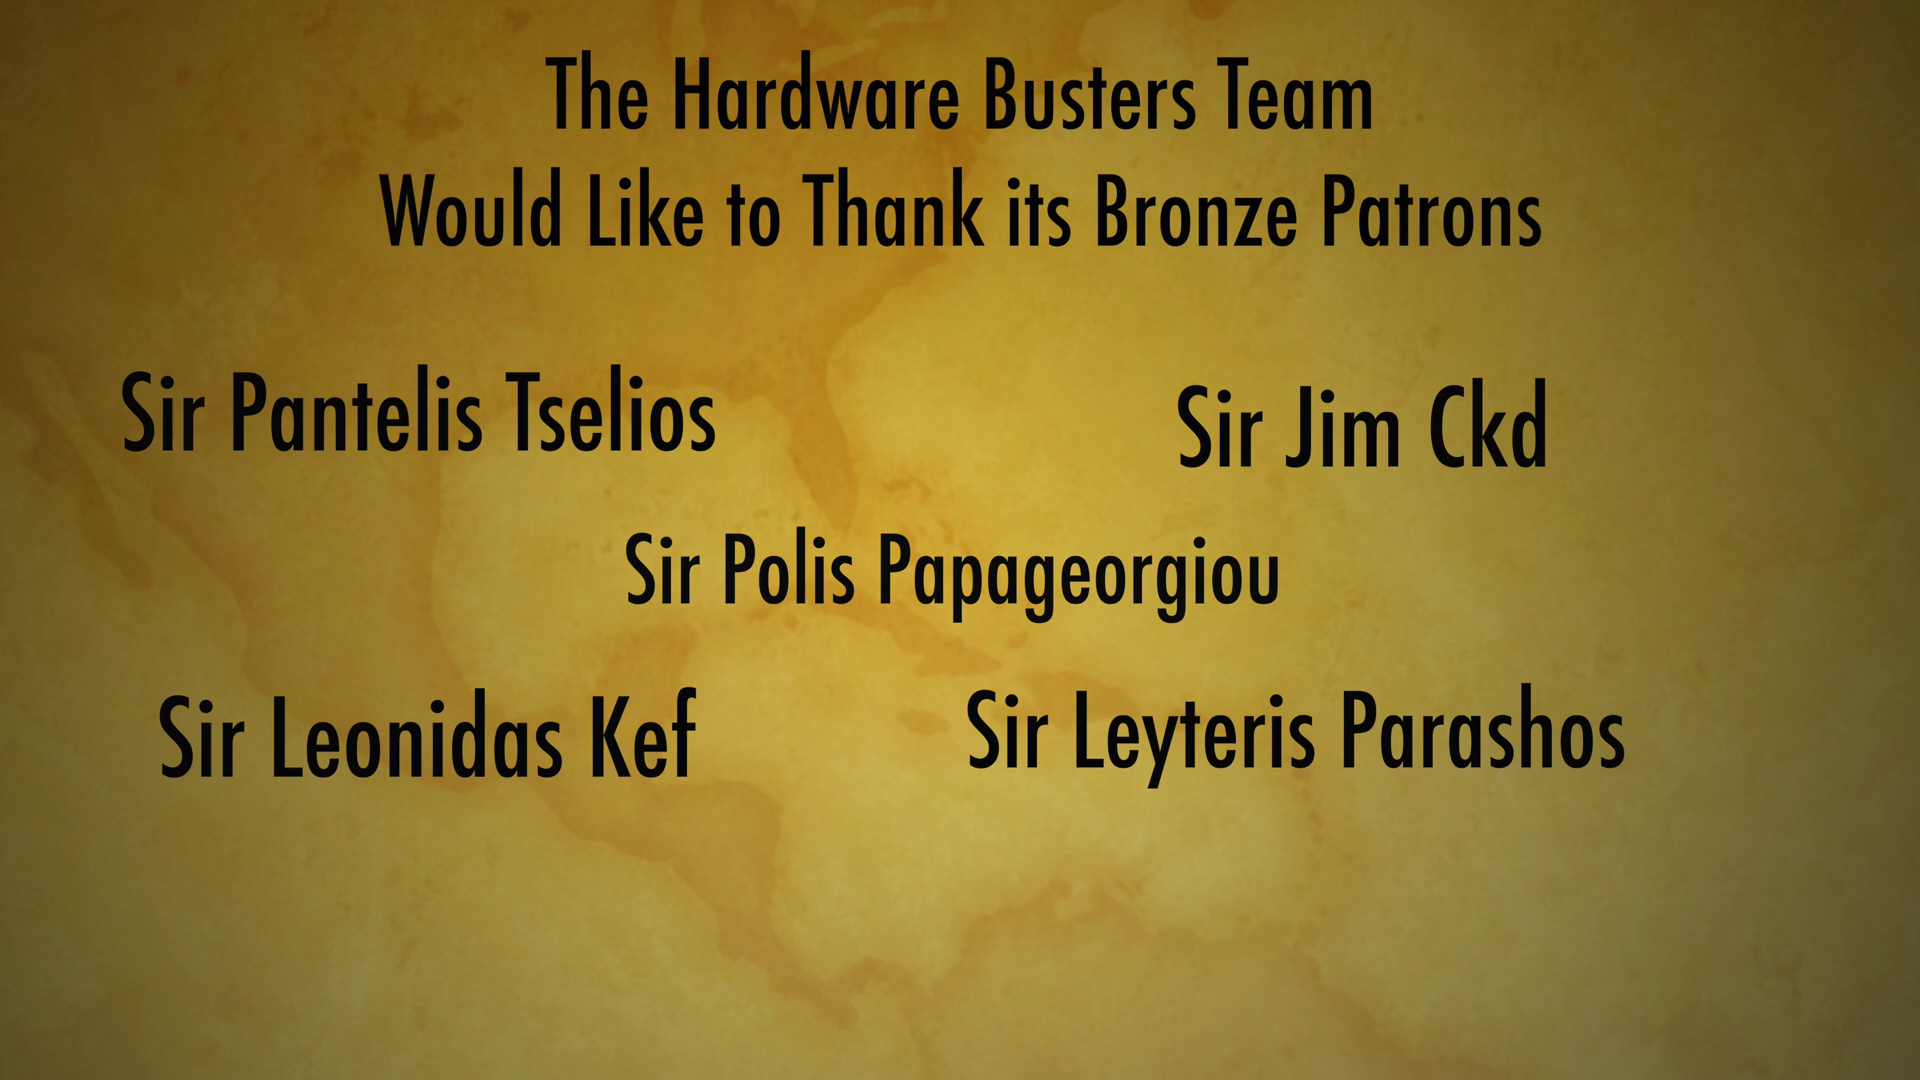 The Hardware Busters Team
Would Like to Thank its Bronze Patrons
Sir Pantelis Tselios
Sir Jim Ckd
Sir Polis Papageorgiou
Sir Leonidas Kef
Sir Leyteris Parashos